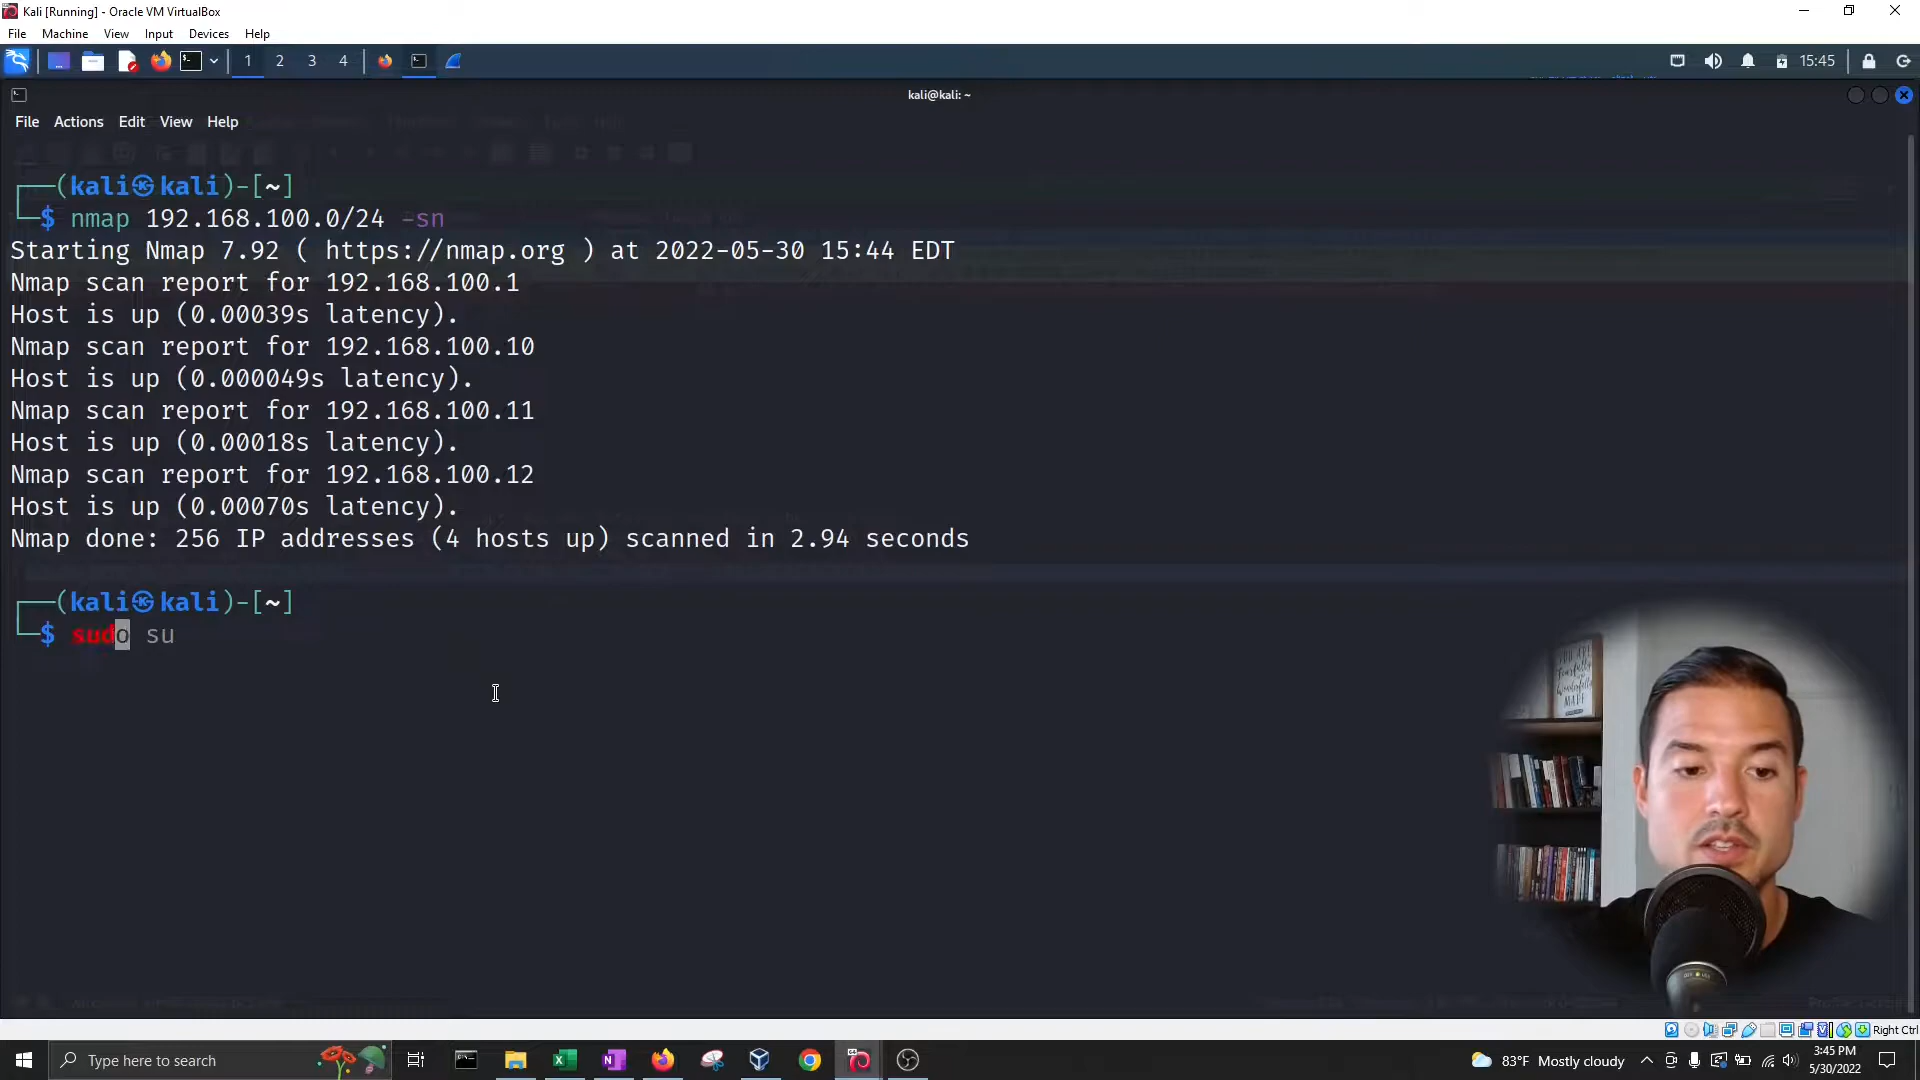 Kali [Running] - Oracle VM VirtualBox
File Machine View Input Devices Help
1 2 3 4 15:45
kali@kali: ~
File Actions Edit View Help
┌──(kali㉿kali)-[~]
└─$ nmap 192.168.100.0/24 -sn
Starting Nmap 7.92 ( https://nmap.org ) at 2022-05-30 15:44 EDT
Nmap scan report for 192.168.100.1
Host is up (0.00039s latency).
Nmap scan report for 192.168.100.10
Host is up (0.000049s latency).
Nmap scan report for 192.168.100.11
Host is up (0.00018s latency).
Nmap scan report for 192.168.100.12
Host is up (0.00070s latency).
Nmap done: 256 IP addresses (4 hosts up) scanned in 2.94 seconds
┌──(kali㉿kali)-[~]
└─$ sudo su
YOU ARE
Fearfully
Wonderfully
MADE
Right Ctrl
Type here to search
83°F Mostly cloudy
3:45 PM
5/30/2022